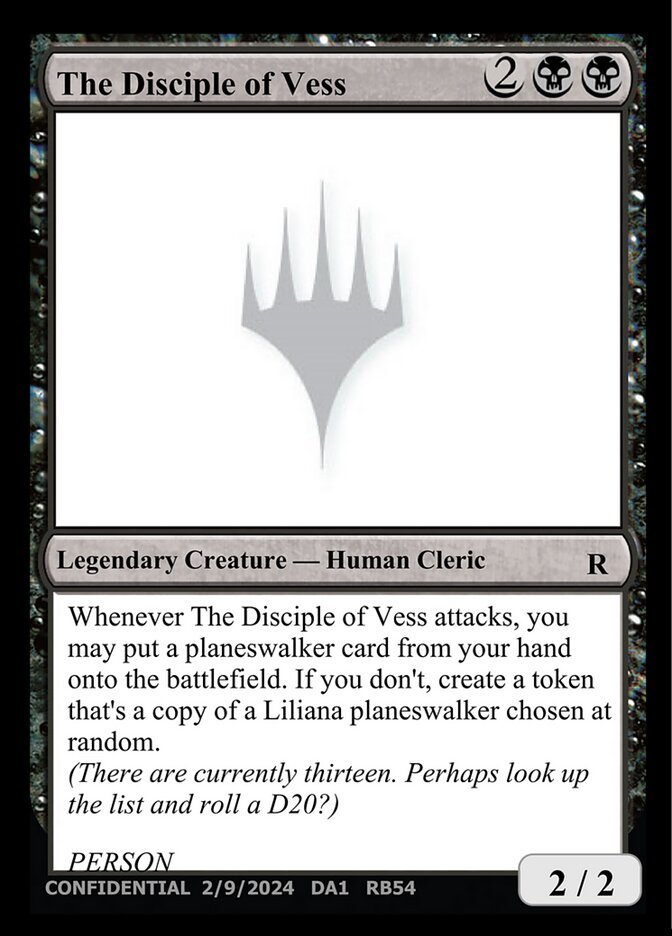 The Disciple of Vess 2
Legendary Creature — Human Cleric R
Whenever The Disciple of Vess attacks, you
may put a planeswalker card from your hand
onto the battlefield. If you don't, create a token
that's a copy of a Liliana planeswalker chosen at
random.
(There are currently thirteen. Perhaps look up
the list and roll a D20?)
PERSON
CONFIDENTIAL 2/9/2024 DA1 RB54
2 / 2